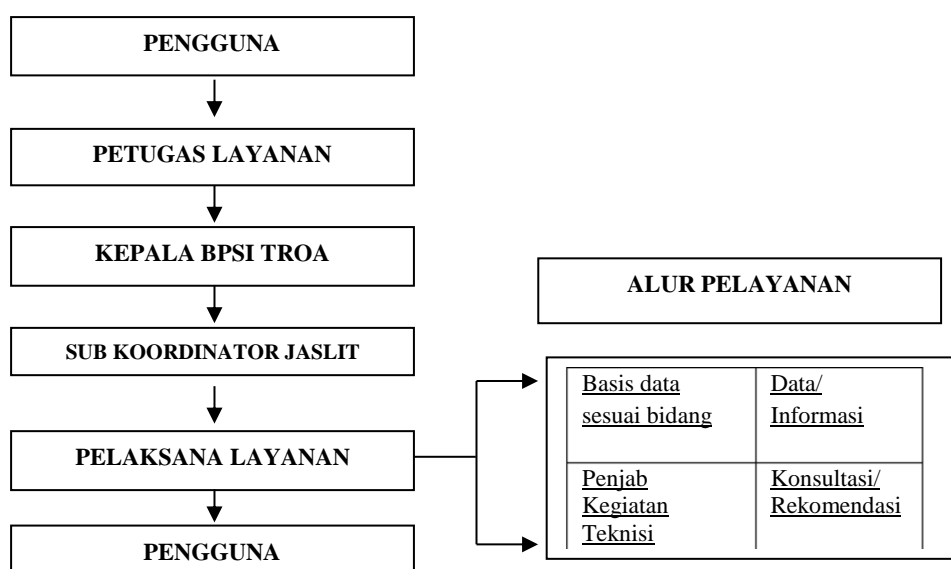 PENGGUNA
PETUGAS LAYANAN
KEPALA BPSI TROA
SUB KOORDINATOR JASLIT
PELAKSANA LAYANAN
PENGGUNA
ALUR PELAYANAN
Basis data
sesuai bidang
Data/
Informasi
Penjab
Kegiatan
Teknisi
Konsultasi/
Rekomendasi